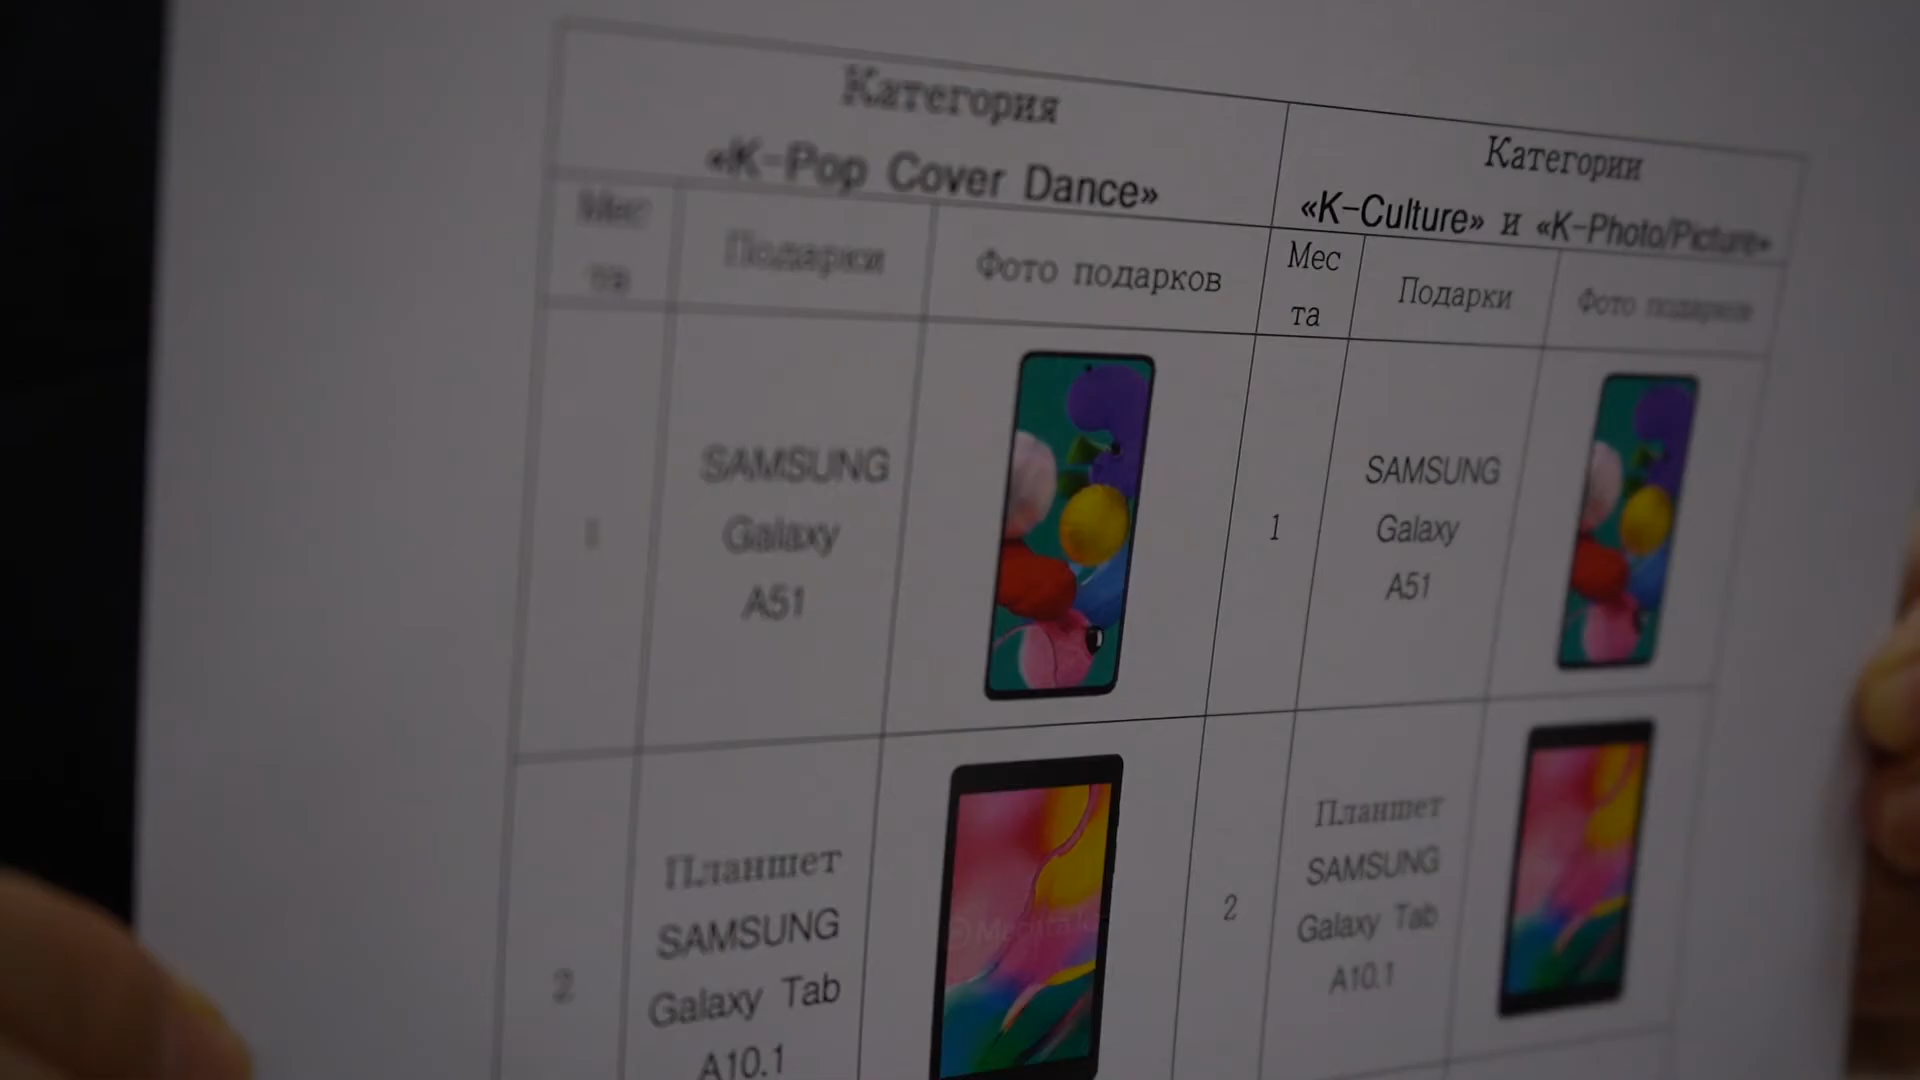 Категория
«K-Pop Cover Dance»
Категории
«K-Culture» и «K-Photo/Picture»
Мес
та
Подарки
Фото подарков
Мес
та
Подарки
Фото подарков
1
SAMSUNG
Galaxy
A51
1
SAMSUNG
Galaxy
A51
2
Планшет
SAMSUNG
Galaxy Tab
A10.1
2
Планшет
SAMSUNG
Galaxy Tab
A10.1